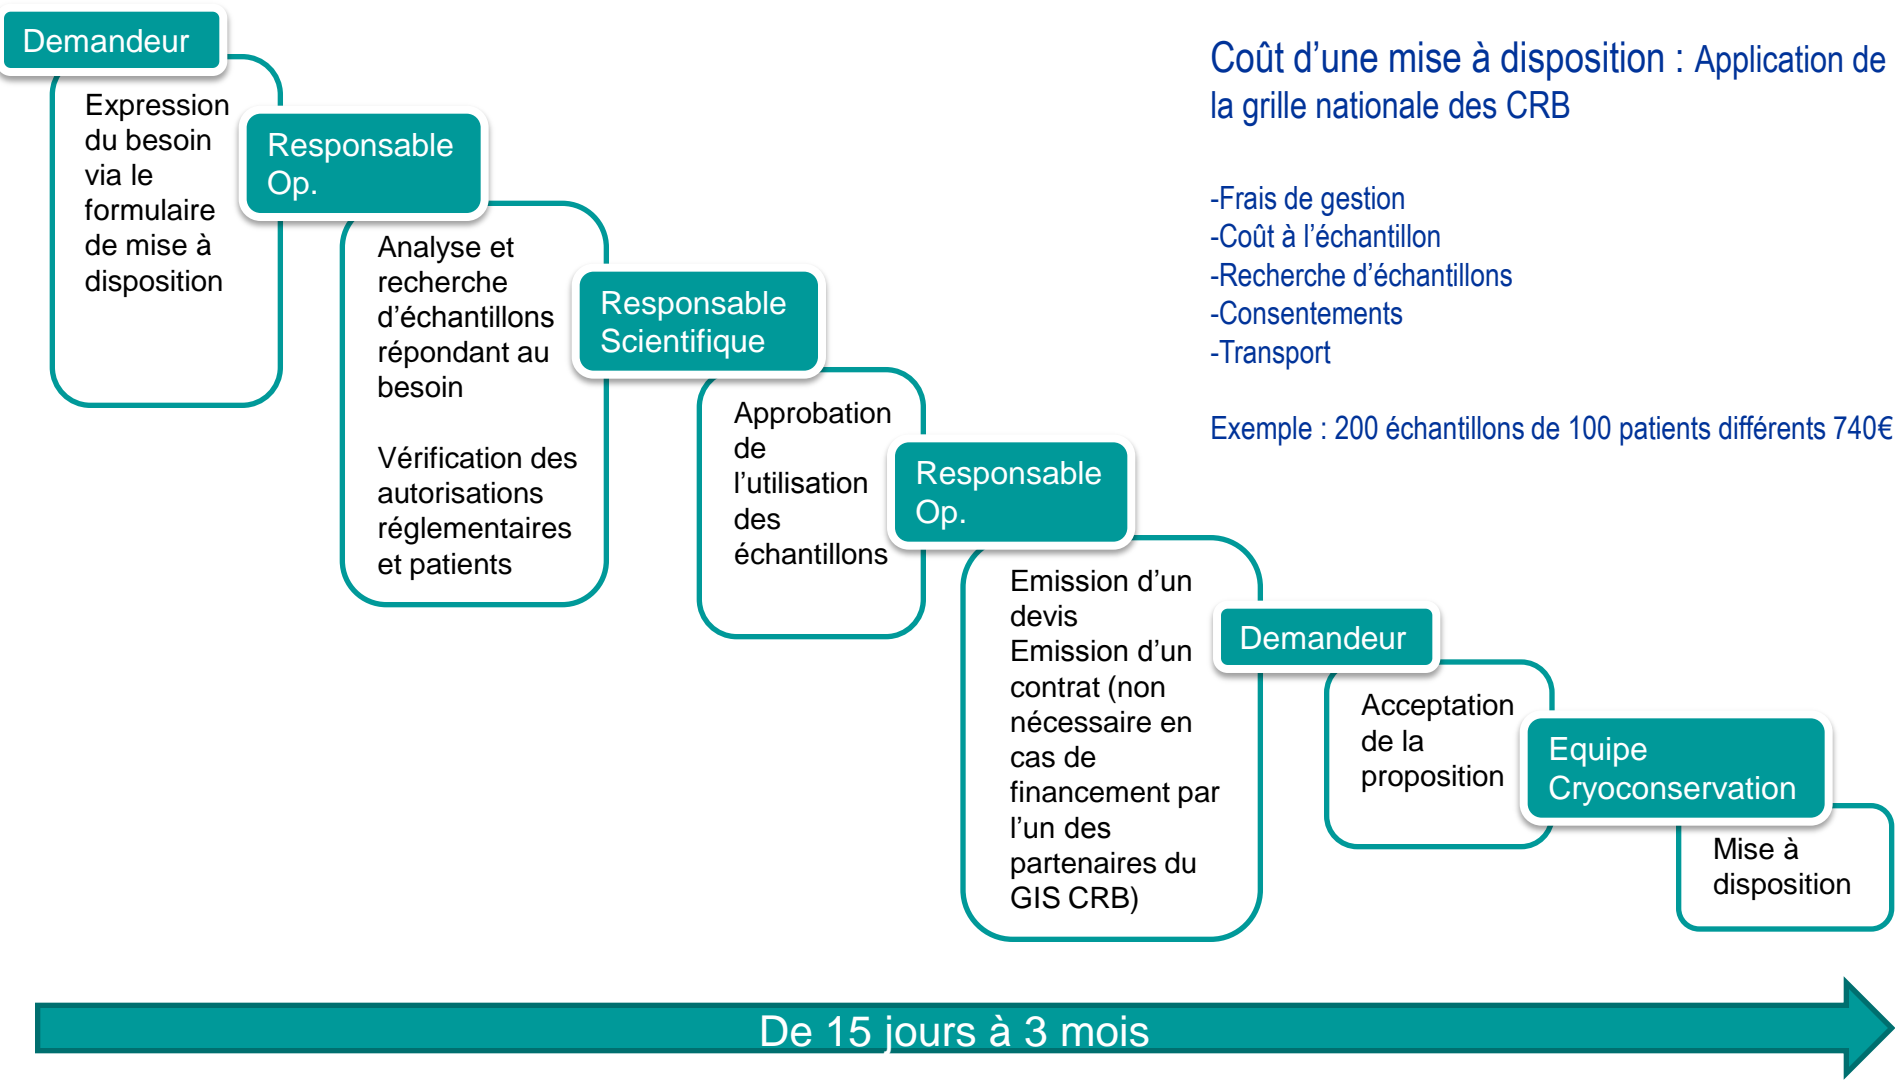 Demandeur
Expression
du besoin
via le
formulaire
de mise à
disposition
Responsable
Op.
Analyse et
recherche
d’échantillons
répondant au
besoin
Vérification des
autorisations
réglementaires
et patients
Responsable
Scientifique
Approbation
de
l’utilisation
des
échantillons
Responsable
Op.
Emission d’un
devis
Emission d’un
contrat (non
nécessaire en
cas de
financement par
l’un des
partenaires du
GIS CRB)
Demandeur
Acceptation
de la
proposition
Equipe
Cryoconservation
Mise à
disposition
Coût d’une mise à disposition : Application de
la grille nationale des CRB
-Frais de gestion
-Coût à l’échantillon
-Recherche d’échantillons
-Consentements
-Transport
Exemple : 200 échantillons de 100 patients différents 740€
De 15 jours à 3 mois